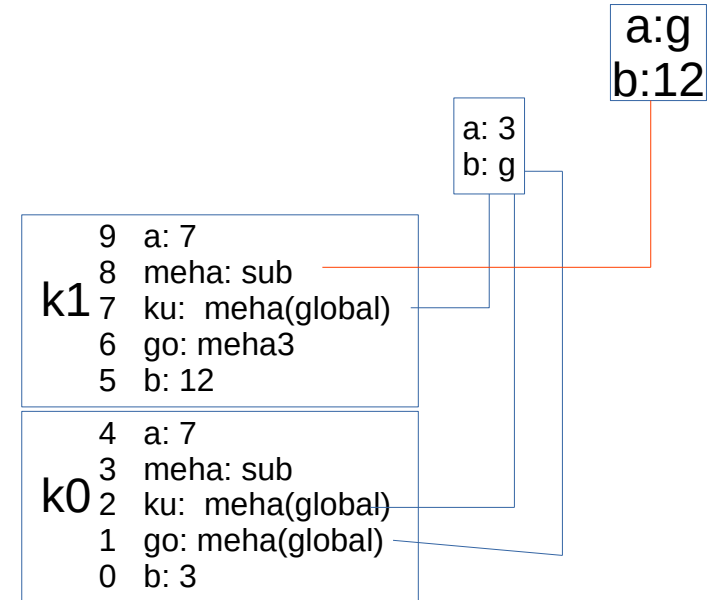 a:g
b:12
a: 3
b: g
k1
9 a: 7
8 meha: sub
7 ku: meha(global)
6 go: meha3
5 b: 12
k0
4 a: 7
3 meha: sub
2 ku: meha(global)
1 go: meha(global)
0 b: 3